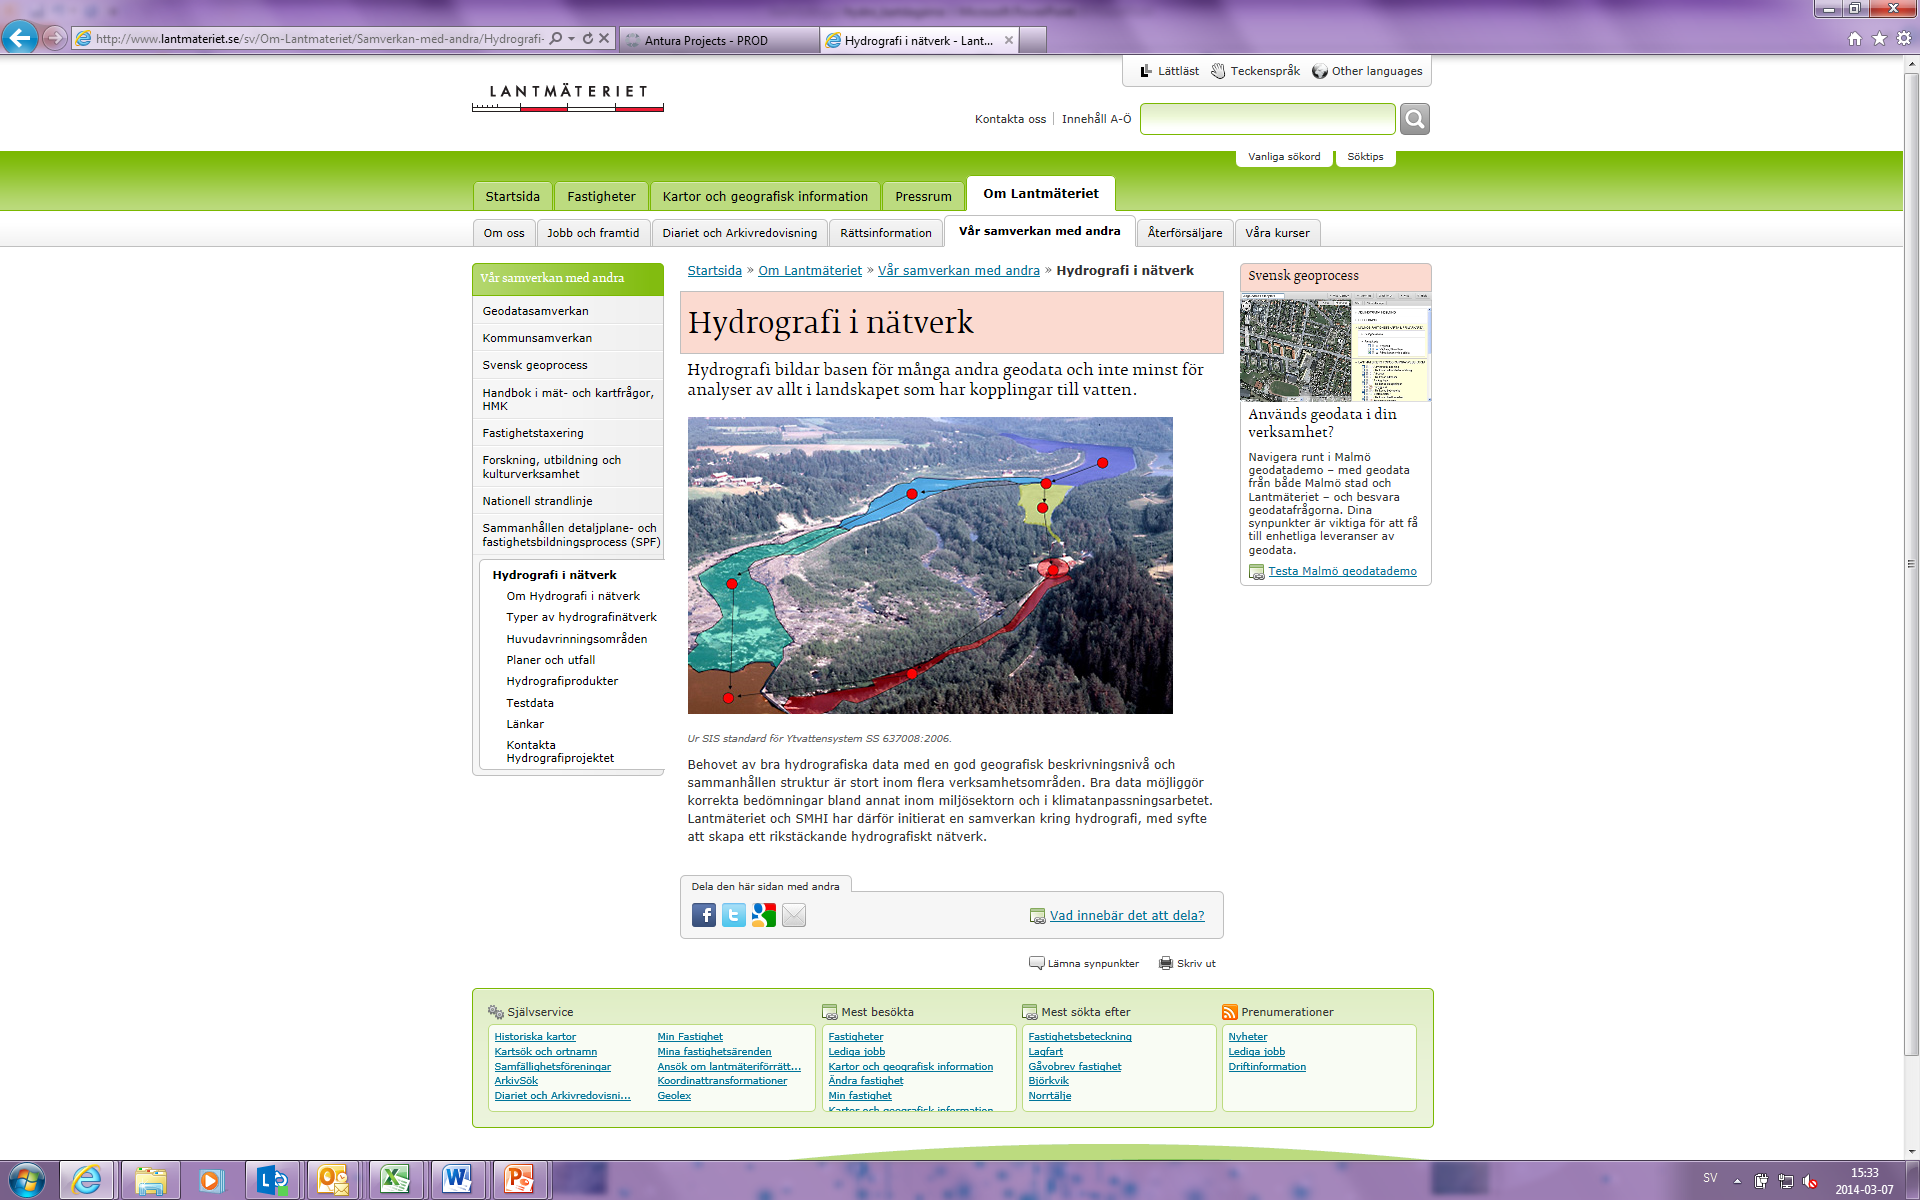 http://www.lantmateriet.se/sv/Om-Lantmateriet/Samverkan-med-andra/Hydrografi-
Antura Projects - PROD
Hydrografi i nätverk - Lant...
Lättläst
Teckenspråk
Other languages
LANTMÄTERIET
Kontakta oss
Innehåll A-Ö
Vanliga sökord
Söktips
Startsida
Fastigheter
Kartor och geografisk information
Pressrum
Om Lantmäteriet
Om oss
Jobb och framtid
Diariet och Arkivredovisning
Rättsinformation
Vår samverkan med andra
Återförsäljare
Våra kurser
Vår samverkan med andra
Geodatasamverkan
Kommunsamverkan
Svensk geoprocess
Handbok i mät- och kartfrågor,
HMK
Fastighetstaxering
Forskning, utbildning och
kulturverksamhet
Nationell strandlinje
Sammanhållen detaljplane- och
fastighetsbildningsprocess (SPF)
Hydrografi i nätverk
Om Hydrografi i nätverk
Typer av hydrografinätverk
Huvudavrinningsområden
Planer och utfall
Hydrografiprodukter
Testdata
Länkar
Kontakta
Hydrografiprojektet
Startsida » Om Lantmäteriet » Vår samverkan med andra » Hydrografi i nätverk
Hydrografi i nätverk
Hydrografi bildar basen för många andra geodata och inte minst för
analyser av allt i landskapet som har kopplingar till vatten.
Ur SIS standard för Ytvattensystem SS 637008:2006.
Behovet av bra hydrografiska data med en god geografisk beskrivningsnivå och
sammanhållen struktur är stort inom flera verksamhetsområden. Bra data möjliggör
korrekta bedömningar bland annat inom miljösektorn och i klimatanpassningsarbetet.
Lantmäteriet och SMHI har därför initierat en samverkan kring hydrografi, med syfte
att skapa ett rikstäckande hydrografiskt nätverk.
Dela den här sidan med andra
Vad innebär det att dela?
Lämna synpunkter
Skriv ut
Svensk geoprocess
Används geodata i din
verksamhet?
Navigera runt i Malmö
geodatademo – med geodata
från både Malmö stad och
Lantmäteriet – och besvara
geodatafrågorna. Dina
synpunkter är viktiga för att få
till enhetliga leveranser av
geodata.
Testa Malmö geodatademo
Självservice
Historiska kartor
Kartsök och ortnamn
Samfällighetsföreningar
ArkivSök
Diariet och Arkivredovisni...
Min Fastighet
Mina fastighetsärenden
Ansök om lantmäteriförrätt...
Koordinattransformationer
Geolex
Mest besökta
Fastigheter
Lediga jobb
Kartor och geografisk information
Ändra fastighet
Min fastighet
Kartor och geografisk information
Mest sökta efter
Fastighetsbeteckning
Lagfart
Gåvobrev fastighet
Björkvik
Norrtälje
Prenumerationer
Nyheter
Lediga jobb
Driftinformation
SV
15:33
2014-03-07